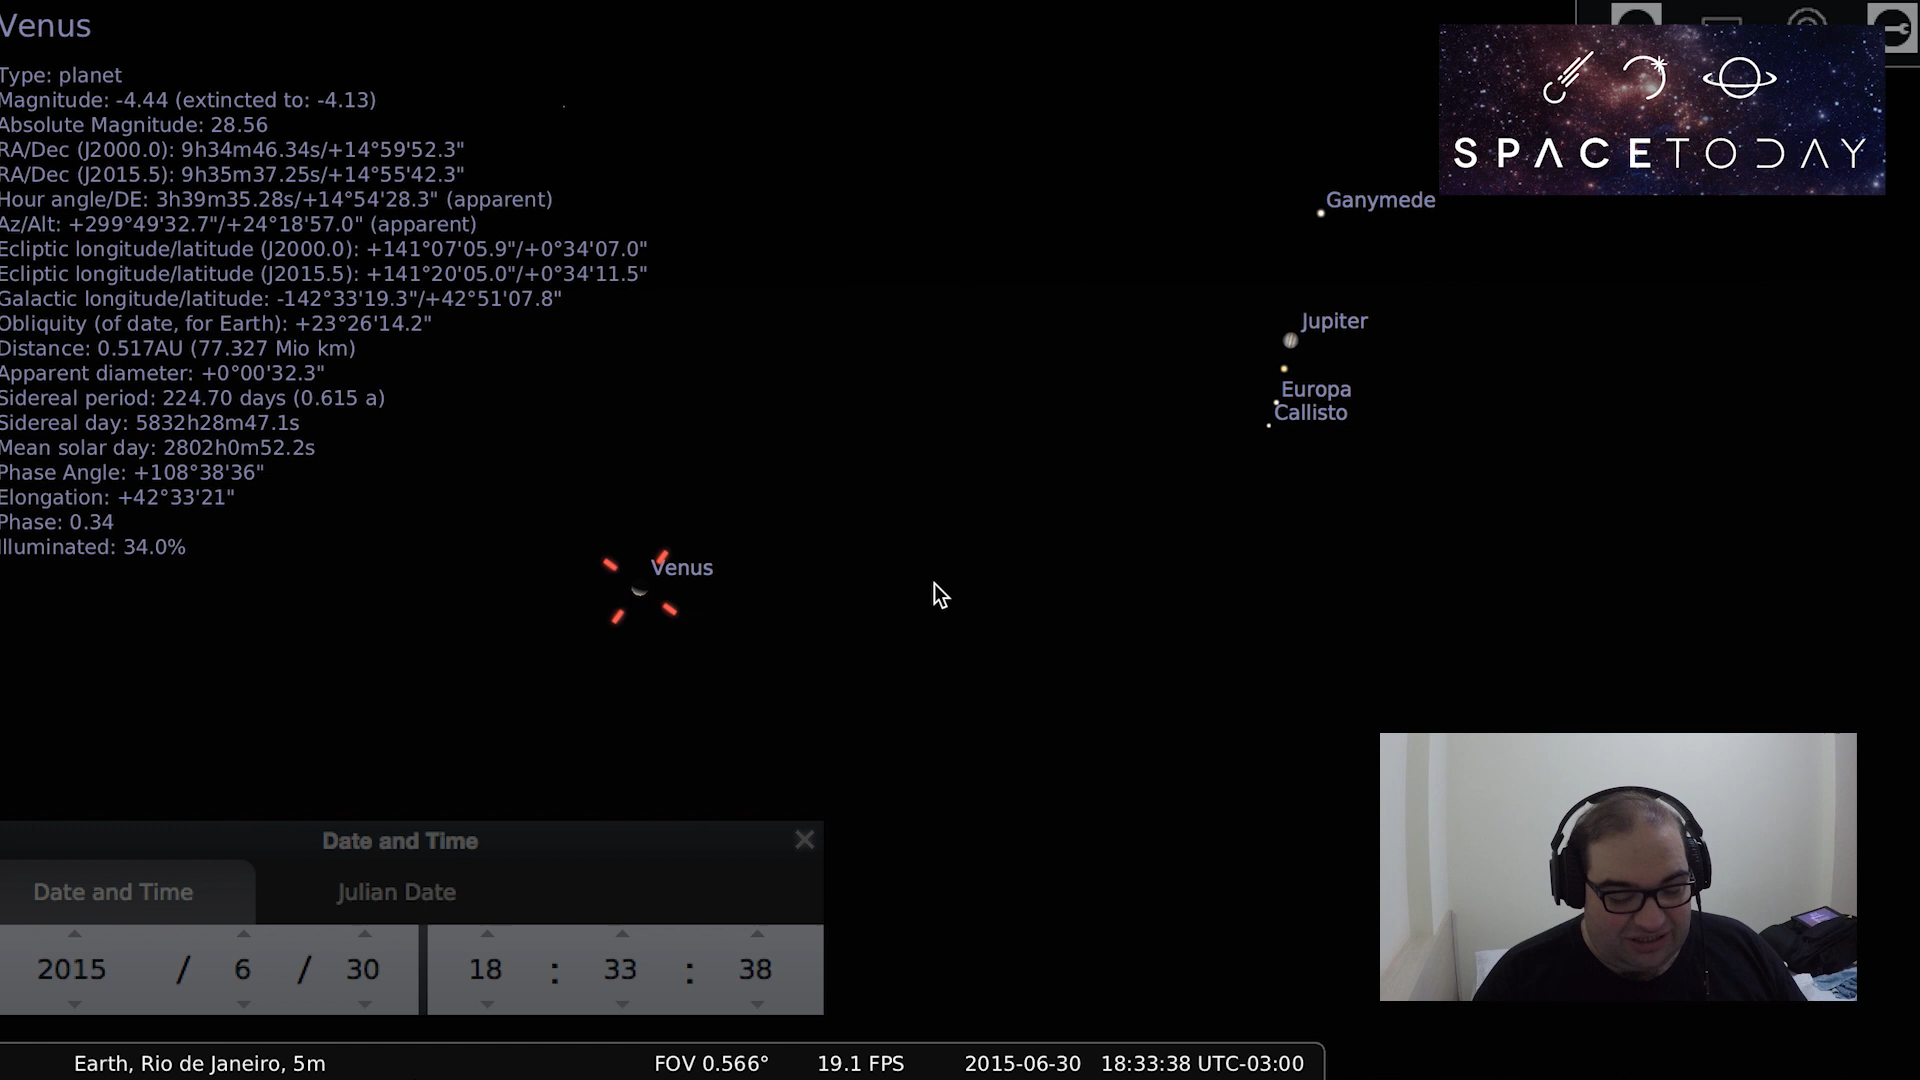 Venus
Type: planet
Magnitude: -4.44 (extincted to: -4.13)
Absolute Magnitude: 28.56
RA/Dec (J2000.0): 9h34m46.34s/+14°59'52.3"
RA/Dec (J2015.5): 9h35m37.25s/+14°55'42.3"
Hour angle/DE: 3h39m35.28s/+14°54'28.3" (apparent)
Az/Alt: +299°49'32.7"/+24°18'57.0" (apparent)
Ecliptic longitude/latitude (J2000.0): +141°07'05.9"/+0°34'07.0"
Ecliptic longitude/latitude (J2015.5): +141°20'05.0"/+0°34'11.5"
Galactic longitude/latitude: -142°33'19.3"/+42°51'07.8"
Obliquity (of date, for Earth): +23°26'14.2"
Distance: 0.517AU (77.327 Mio km)
Apparent diameter: +0°00'32.3"
Sidereal period: 224.70 days (0.615 a)
Sidereal day: 5832h28m47.1s
Mean solar day: 2802h0m52.2s
Phase Angle: +108°38'36"
Elongation: +42°33'21"
Phase: 0.34
Illuminated: 34.0%
SPACETODAY
Ganymede
Jupiter
Europa
Callisto
Venus
Date and Time
Date and Time Julian Date
2015 / 6 / 30 18 : 33 : 38
Earth, Rio de Janeiro, 5m FOV 0.566° 19.1 FPS 2015-06-30 18:33:38 UTC-03:00